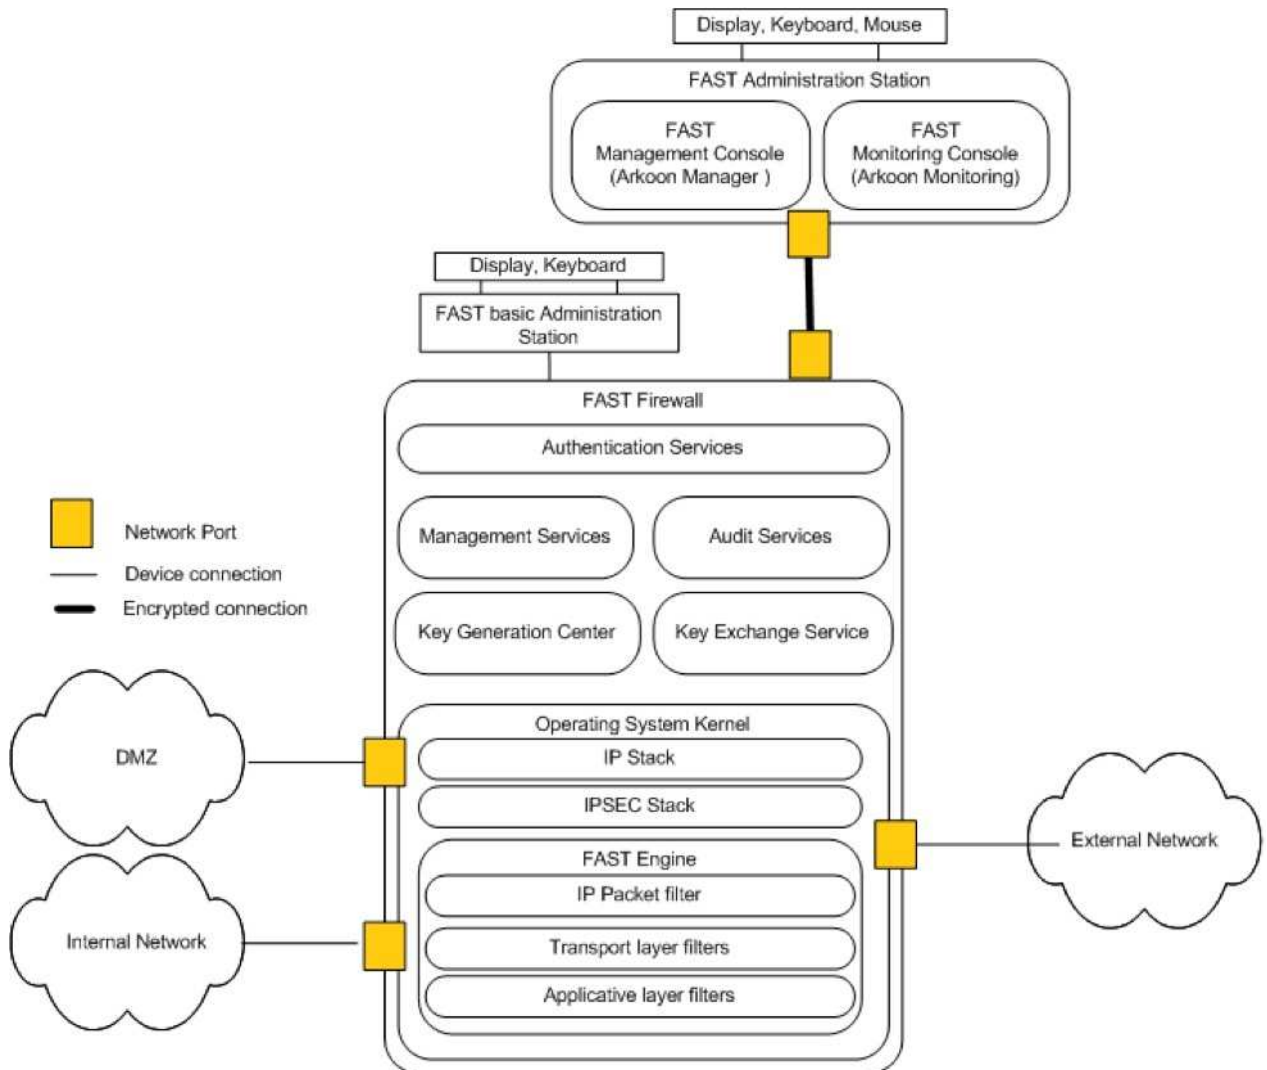 Display, Keyboard, Mouse
FAST Administration Station
FAST
Management Console
(Arkoon Manager )
FAST
Monitoring Console
(Arkoon Monitoring)
Display, Keyboard
FAST basic Administration
Station
FAST Firewall
Authentication Services
Management Services
Audit Services
Key Generation Center
Key Exchange Service
Network Port
Device connection
Encrypted connection
Operating System Kernel
IP Stack
IPSEC Stack
FAST Engine
IP Packet filter
Transport layer filters
Applicative layer filters
DMZ
Internal Network
External Network